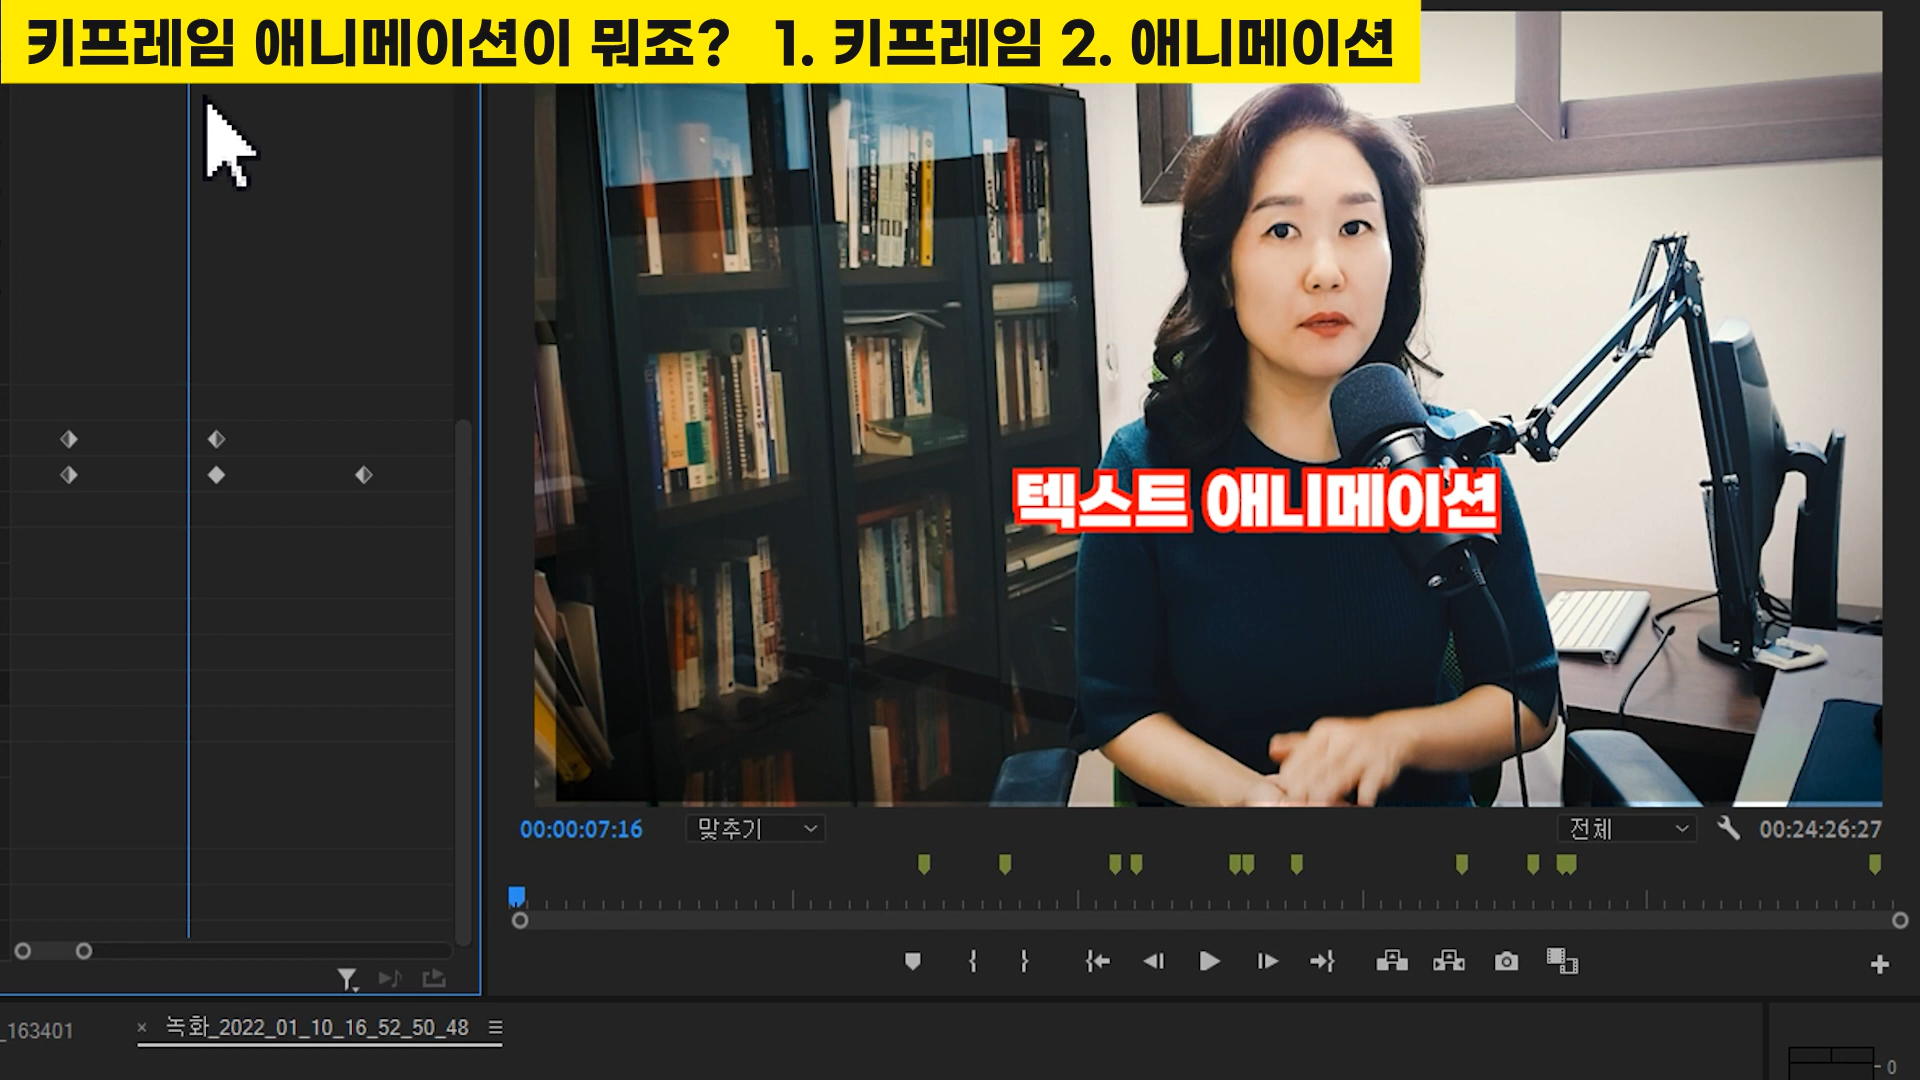 키프레임 애니메이션이 뭐죠? 1. 키프레임 2. 애니메이션
텍스트 애니메이션
00:00:07:16 맞추기 전체 00:24:26:27
_163401 × 녹화_2022_01_10_16_52_50_48
0